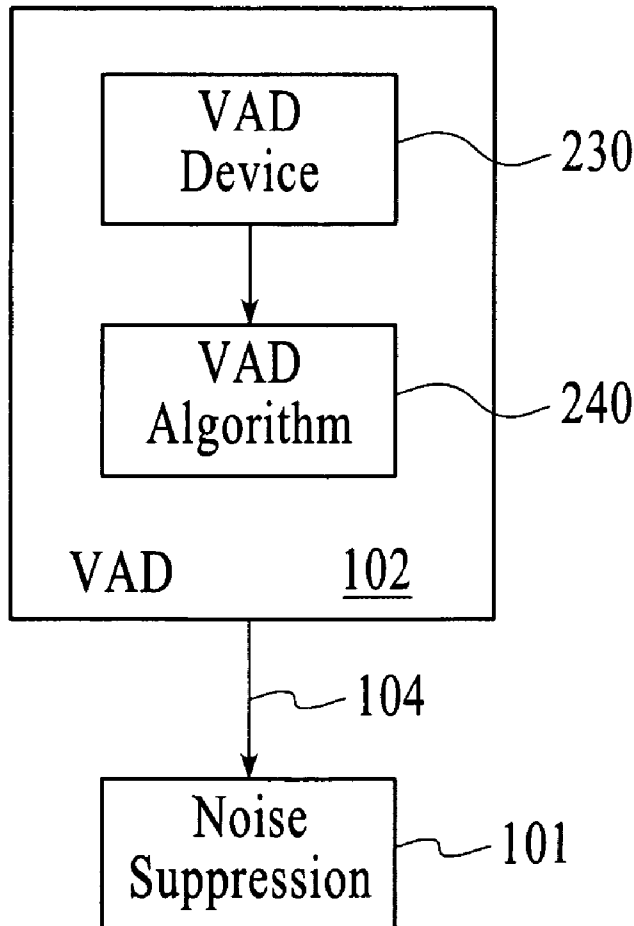 VAD
Device
230
VAD
Algorithm
240
VAD 102
104
Noise
Suppression
101